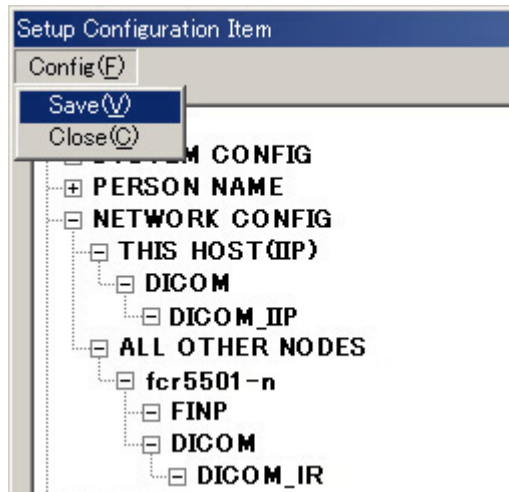 Setup Configuration Item
Config(F)
Save(V)
Close(C)
SYSTEM CONFIG
PERSON NAME
NETWORK CONFIG
THIS HOST(IIP)
DICOM
DICOM_IIP
ALL OTHER NODES
fcr5501-n
FINP
DICOM
DICOM_IR